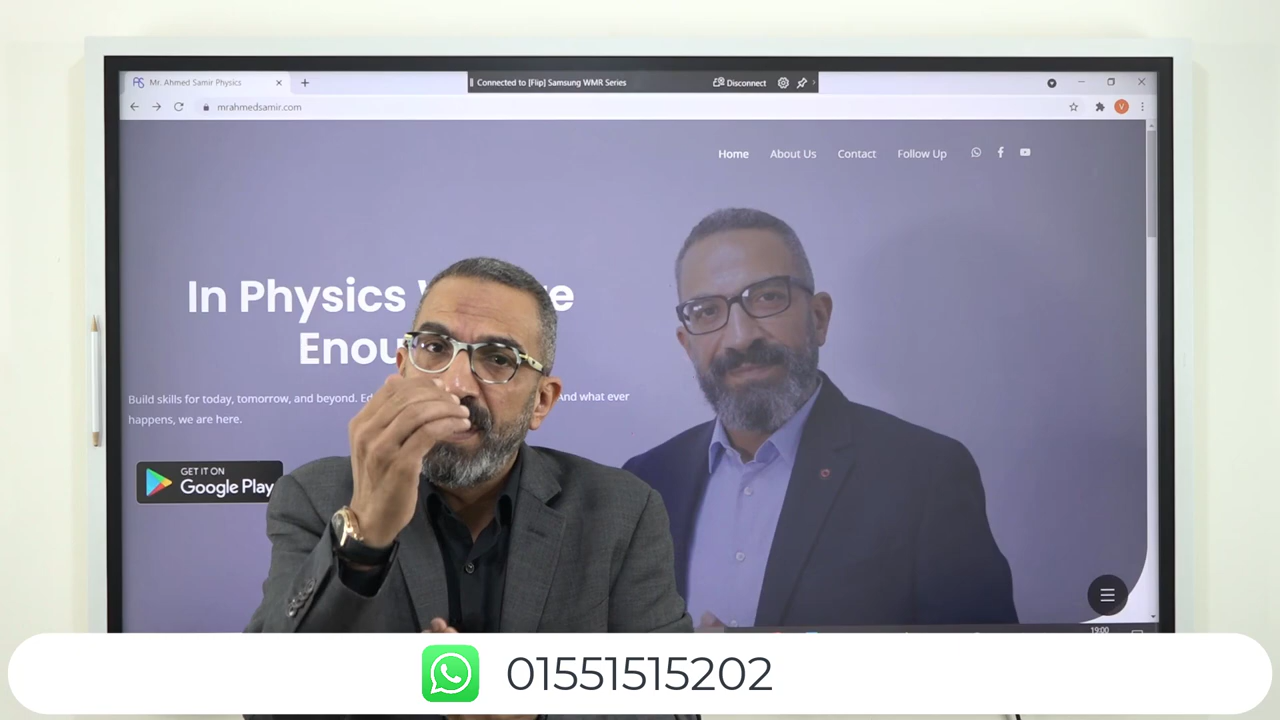 Mr. Ahmed Samir Physics
Connected to [Flip] Samsung WMR Series
Disconnect
mrahmedsamir.com
V
Home
About Us
Contact
Follow Up
In Physics
Enou
Build skills for today, tomorrow, and beyond. And what ever
happens, we are here.
GET IT ON
Google Play
19:00
01551515202